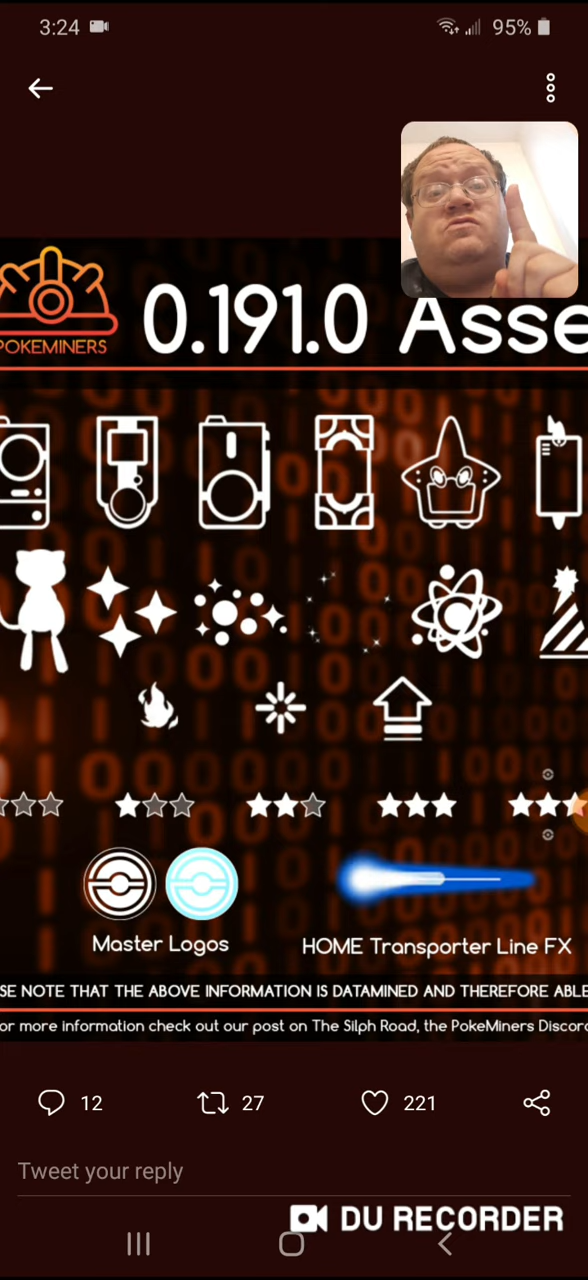 3:24
95%
POKEMINERS
0.191.0 Asse
Master Logos
HOME Transporter Line FX
SE NOTE THAT THE ABOVE INFORMATION IS DATAMINED AND THEREFORE ABLE
or more information check out our post on The Silph Road, the PokeMiners Discord
12
27
221
Tweet your reply
DU RECORDER